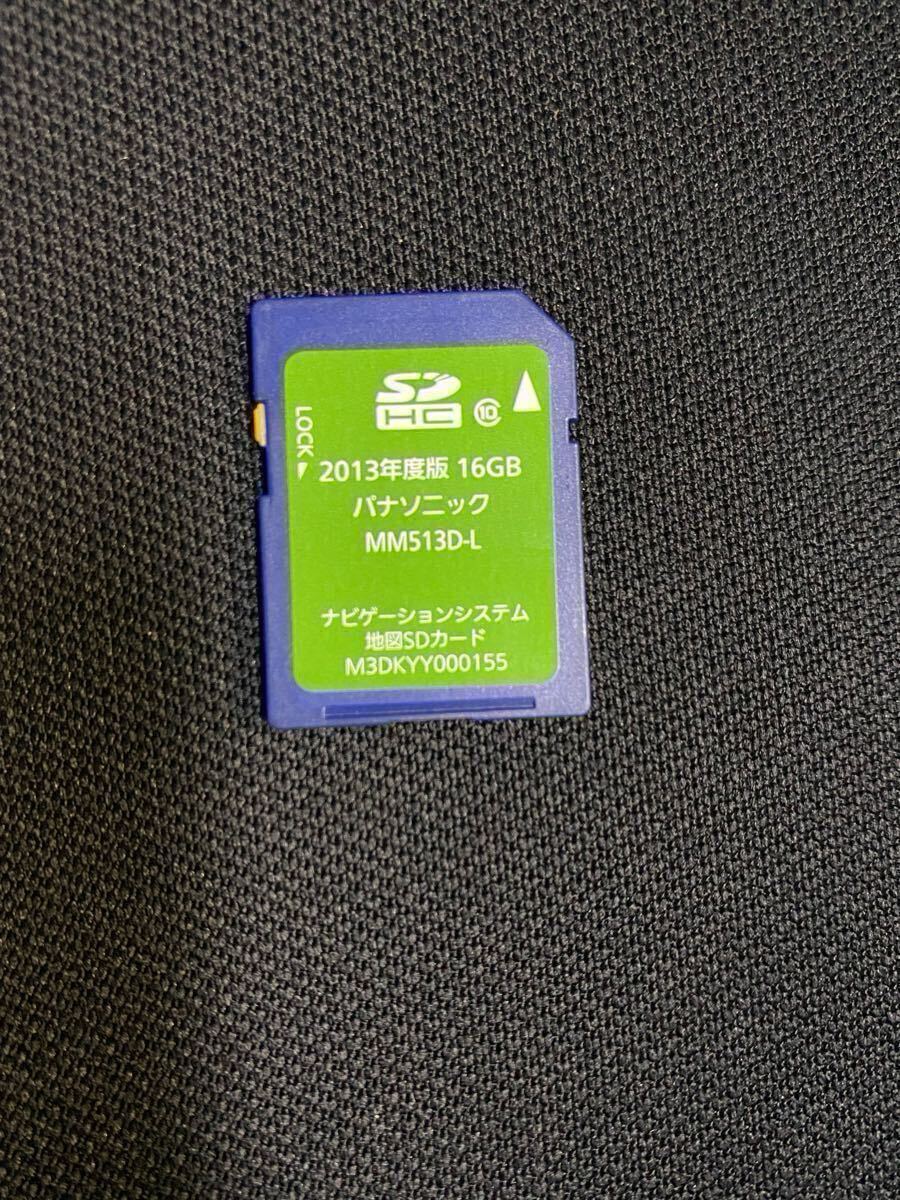 SD
HC
10
LOCK
2013年度版 16GB
パナソニック
MM513D-L
ナビゲーションシステム
地図SDカード
M3DKYY000155